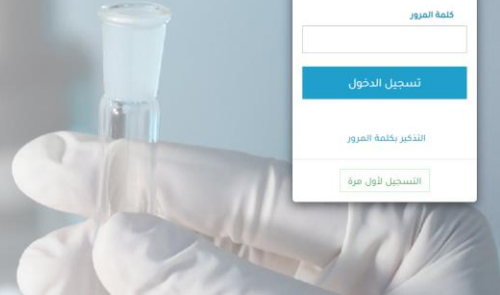 كلمة المرور
تسجيل الدخول
التذكير بكلمة المرور
التسجيل لأول مرة